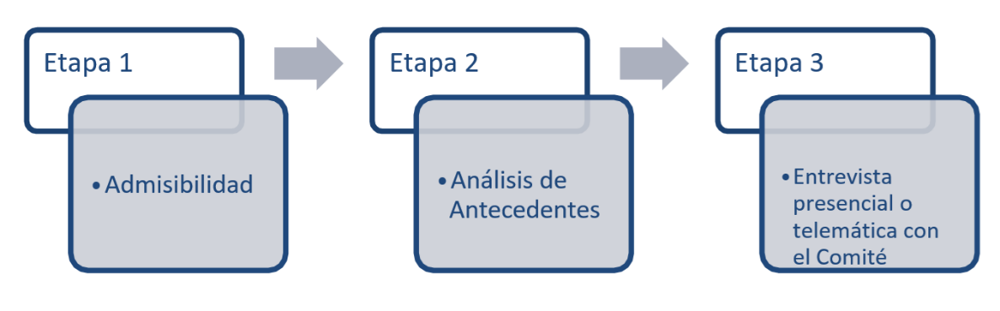 Etapa 1
• Admisibilidad
Etapa 2
• Análisis de
Antecedentes
Etapa 3
• Entrevista
presencial o
telemática con
el Comité